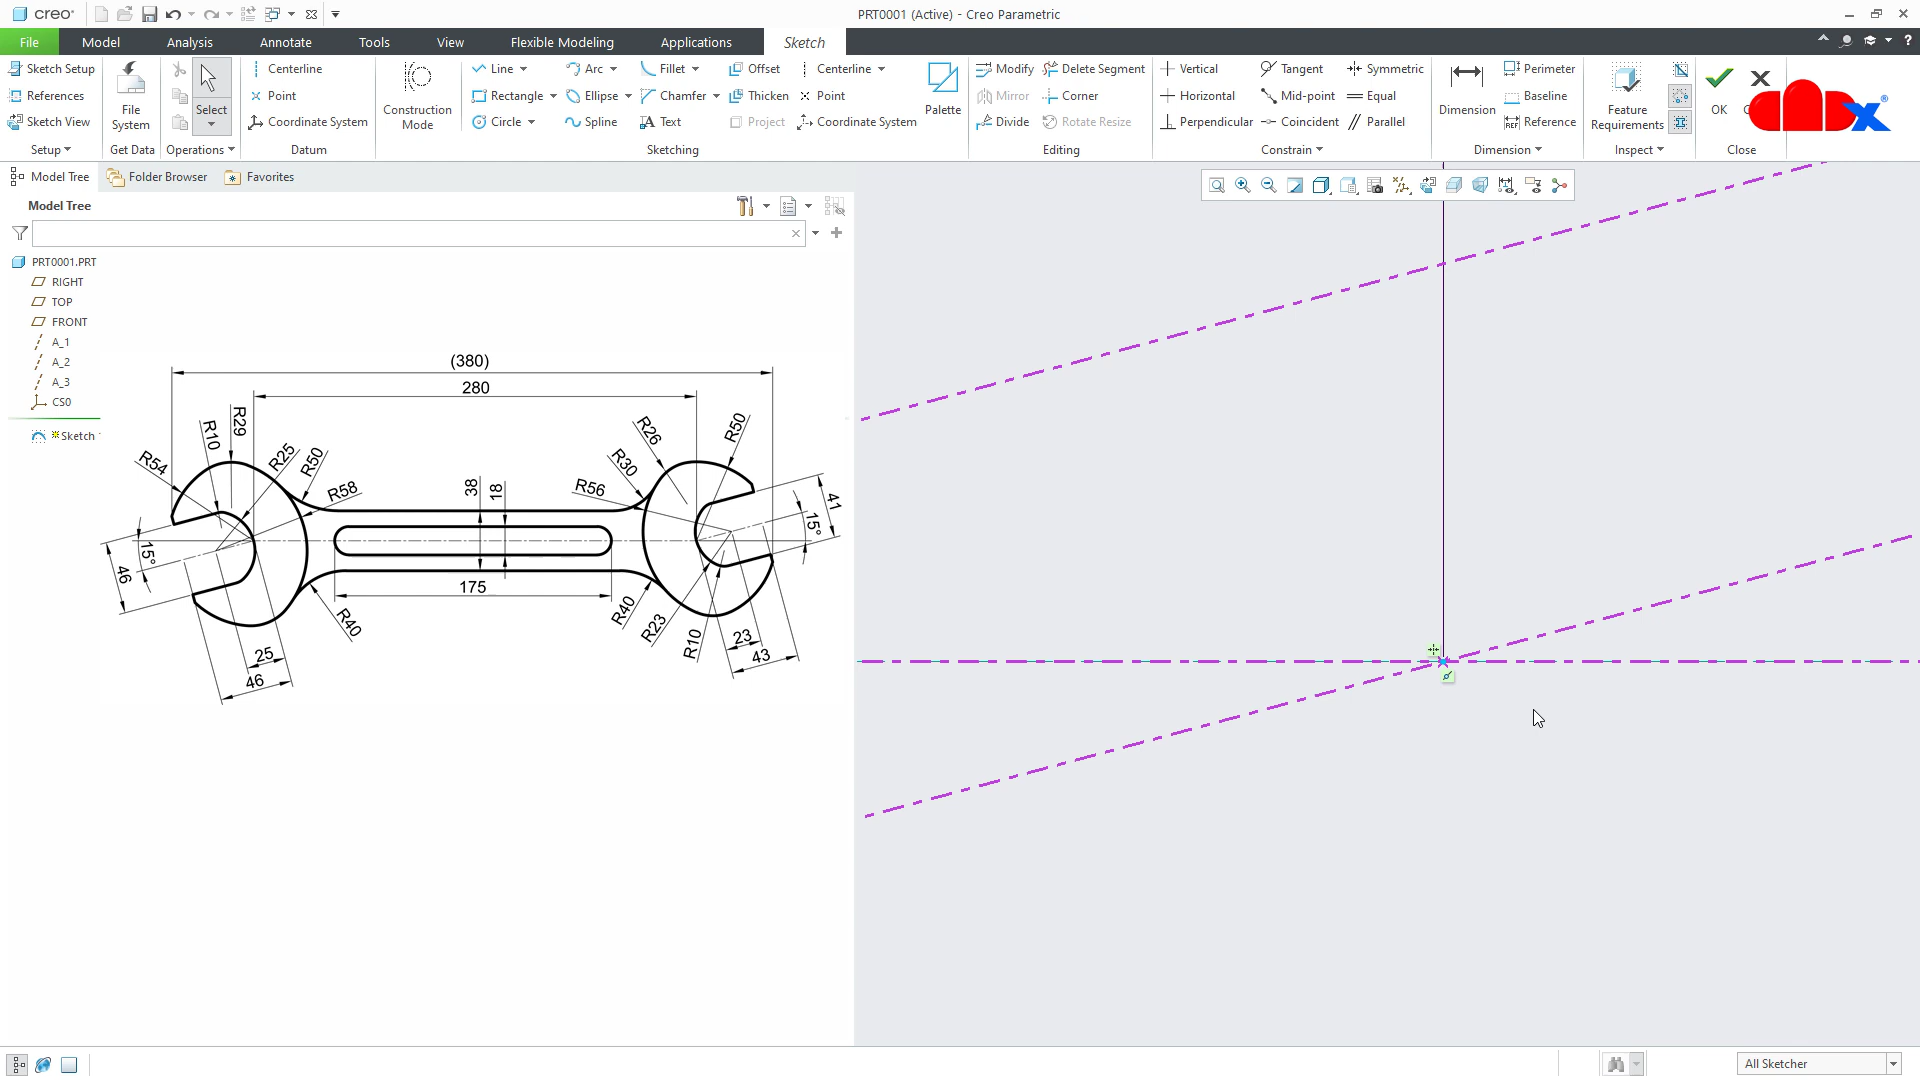 creo
PRT0001 (Active) - Creo Parametric
File Model Analysis Annotate Tools View Flexible Modeling Applications Sketch
Sketch Setup
References
Sketch View
Setup
File System
Get Data
Select
Operations
Centerline
Point
Coordinate System
Datum
Construction Mode
Line Arc Fillet Offset Centerline
Rectangle Ellipse Chamfer Thicken Point
Circle Spline Text Project Coordinate System
Palette
Sketching
Modify Delete Segment
Mirror Corner
Divide Rotate Resize
Editing
Vertical Tangent Symmetric
Horizontal Mid-point Equal
Perpendicular Coincident Parallel
Constrain
Dimension
Perimeter
Baseline
REF Reference
Dimension
Feature Requirements
Inspect
OK
Close
x®
Model Tree Folder Browser Favorites
Model Tree
PRT0001.PRT
RIGHT
TOP
FRONT
A_1
A_2
A_3
CS0
Sketch
(380)
280
R54
R10
R29
R25
R50
R58
38
18
R56
R30
R26
R50
41
15°
15°
46
175
R40
R40
R23
R10
23
43
25
46
All Sketcher